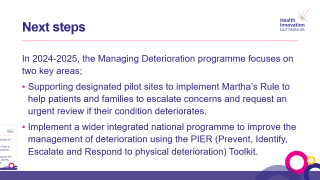 Next steps
Health
Innovation
East Midlands
In 2024-2025, the Managing Deterioration programme focuses on
two key areas;
• Supporting designated pilot sites to implement Martha's Rule to
help patients and families to escalate concerns and request an
urgent review if their condition deteriorates.
• Implement a wider integrated national programme to improve the
management of deterioration using the PIER (Prevent, Identify,
Escalate and Respond to physical deterioration) Toolkit.